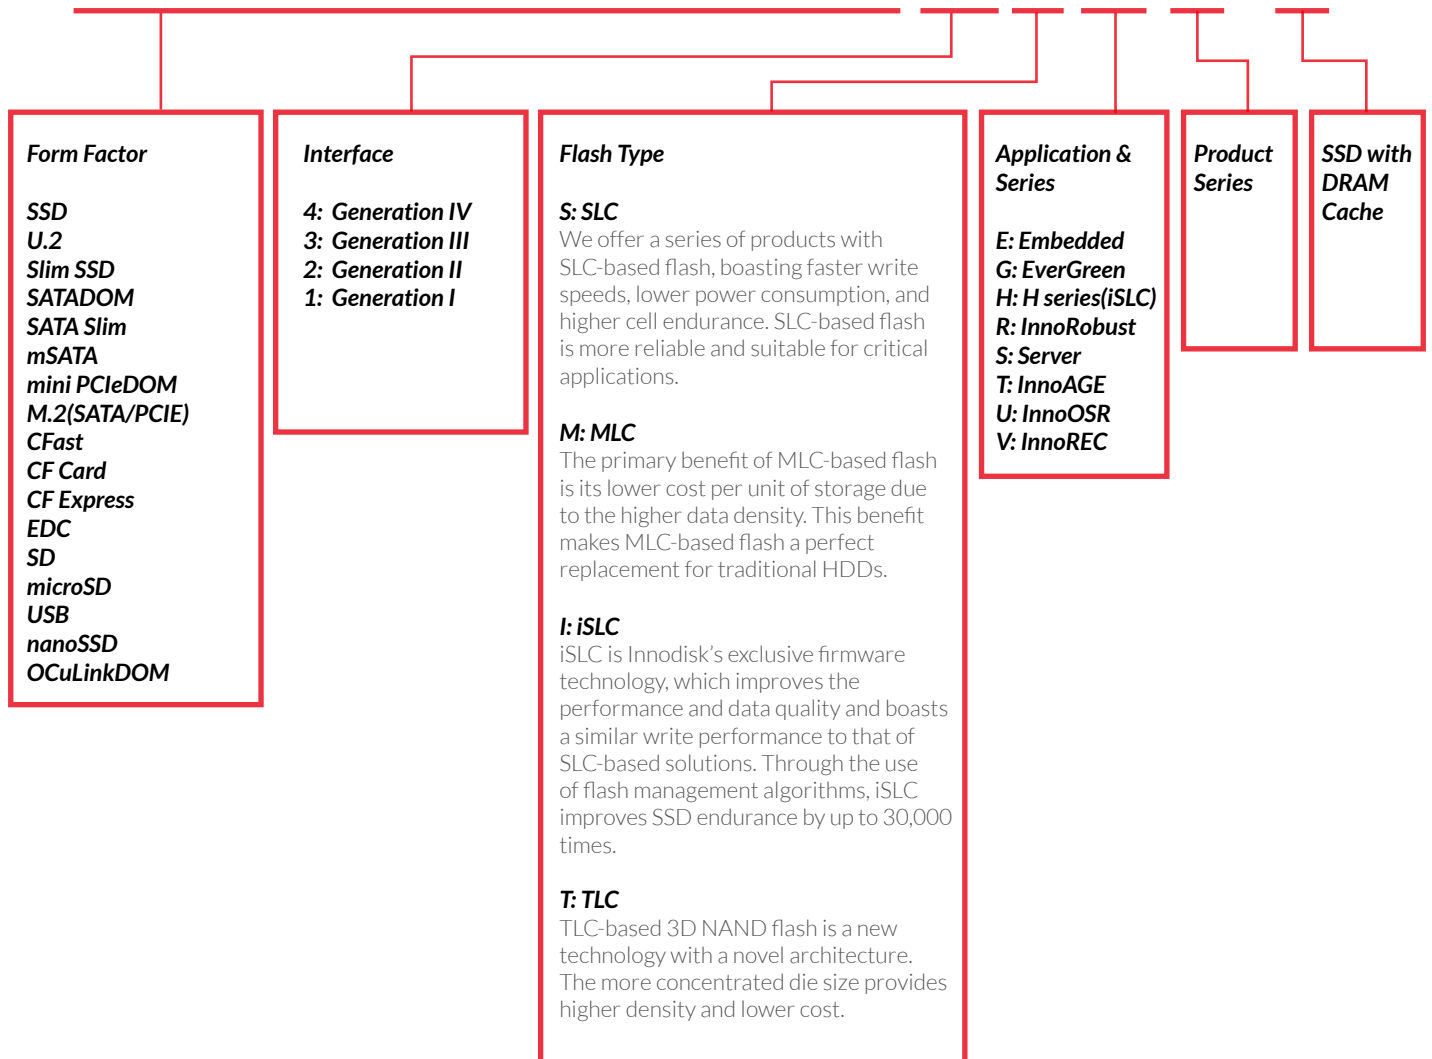 Form Factor
SSD
U.2
Slim SSD
SATADOM
SATA Slim
mSATA
mini PCIeDOM
M.2(SATA/PCIE)
CFast
CF Card
CF Express
EDC
SD
microSD
USB
nanoSSD
OCuLinkDOM
Interface
4: Generation IV
3: Generation III
2: Generation II
1: Generation I
Flash Type
S: SLC
We offer a series of products with
SLC-based flash, boasting faster write
speeds, lower power consumption, and
higher cell endurance. SLC-based flash
is more reliable and suitable for critical
applications.
M: MLC
The primary benefit of MLC-based flash
is its lower cost per unit of storage due
to the higher data density. This benefit
makes MLC-based flash a perfect
replacement for traditional HDDs.
I: iSLC
iSLC is Innodisk’s exclusive firmware
technology, which improves the
performance and data quality and boasts
a similar write performance to that of
SLC-based solutions. Through the use
of flash management algorithms, iSLC
improves SSD endurance by up to 30,000
times.
T: TLC
TLC-based 3D NAND flash is a new
technology with a novel architecture.
The more concentrated die size provides
higher density and lower cost.
Application &
Series
E: Embedded
G: EverGreen
H: H series(iSLC)
R: InnoRobust
S: Server
T: InnoAGE
U: InnoOSR
V: InnoREC
Product
Series
SSD with
DRAM
Cache